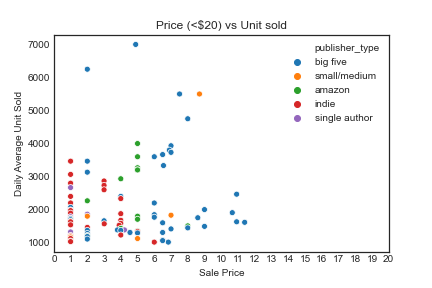 Price (<$20) vs Unit sold
7000
6000
5000
4000
3000
2000
1000
Daily Average Unit Sold
publisher_type
big five
small/medium
amazon
indie
single author
0 1 2 3 4 5 6 7 8 9 10 11 12 13 14 15 16 17 18 19 20
Sale Price